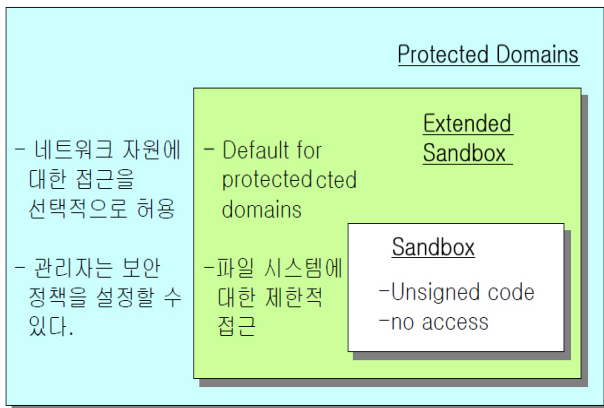 Protected Domains
- 네트워크 자원에
대한 접근을
선택적으로 허용
- 관리자는 보안
정책을 설정할 수
있다.
Extended
Sandbox
- Default for
protected cted
domains
-파일 시스템에
대한 제한적
접근
Sandbox
-Unsigned code
-no access